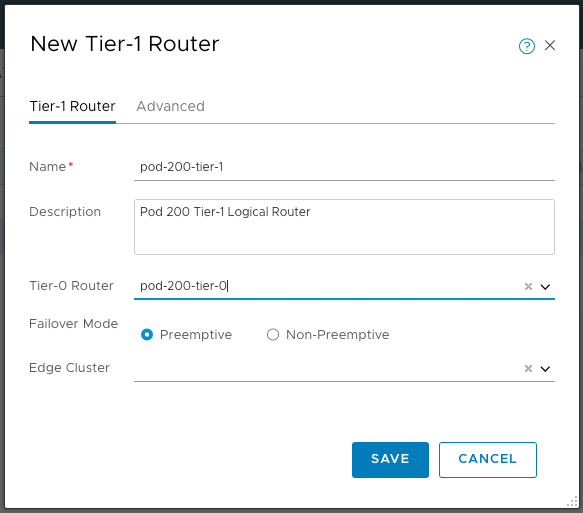 New Tier-1 Router
Tier-1 Router Advanced
Name* pod-200-tier-1
Description Pod 200 Tier-1 Logical Router
Tier-0 Router pod-200-tier-0
Failover Mode Preemptive Non-Preemptive
Edge Cluster
SAVE CANCEL